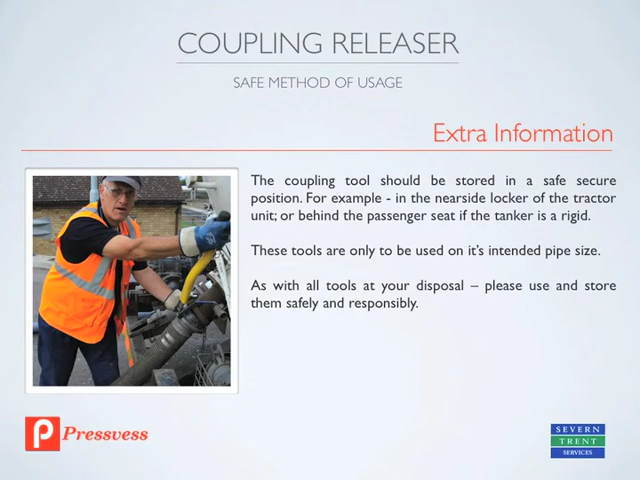 COUPLING RELEASER
SAFE METHOD OF USAGE
Extra Information
The coupling tool should be stored in a safe secure
position. For example - in the nearside locker of the tractor
unit; or behind the passenger seat if the tanker is a rigid.
These tools are only to be used on it's intended pipe size.
As with all tools at your disposal – please use and store
them safely and responsibly.
P Pressvess
SEVERN
TRENT
SERVICES